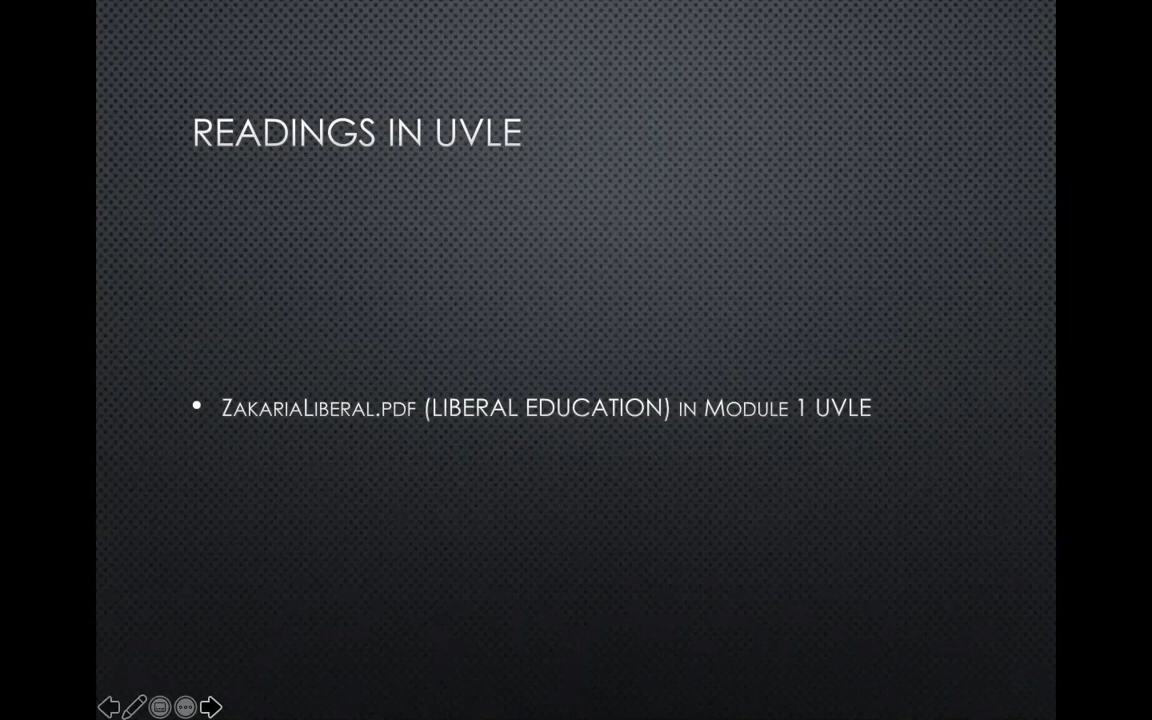 READINGS IN UVLE
• ZAKARIALIBERAL.PDF (LIBERAL EDUCATION) IN MODULE 1 UVLE